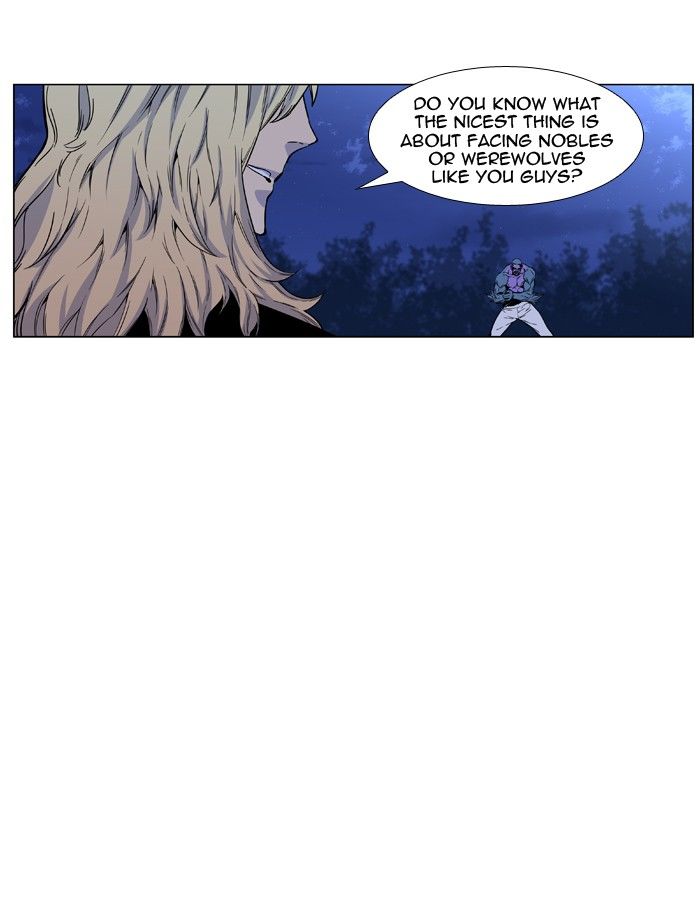 DO YOU KNOW WHAT
THE NICEST THING IS
ABOUT FACING NOBLES
OR WEREWOLVES
LIKE YOU GUYS?